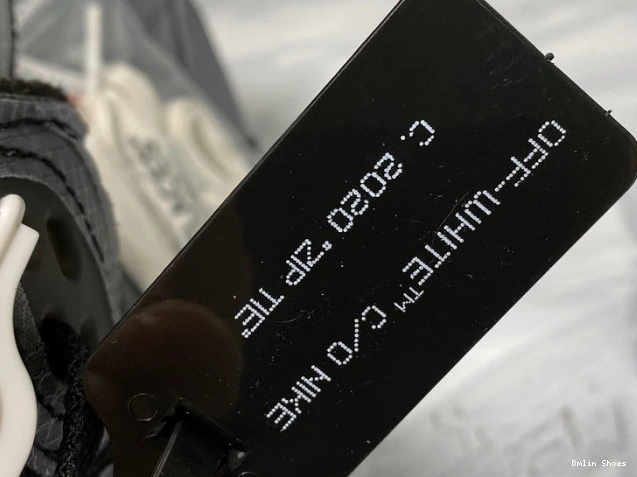 OFF-WHITE™ C/O NIKE
C. 2020. ZIP TIE
Bmlin Shoes